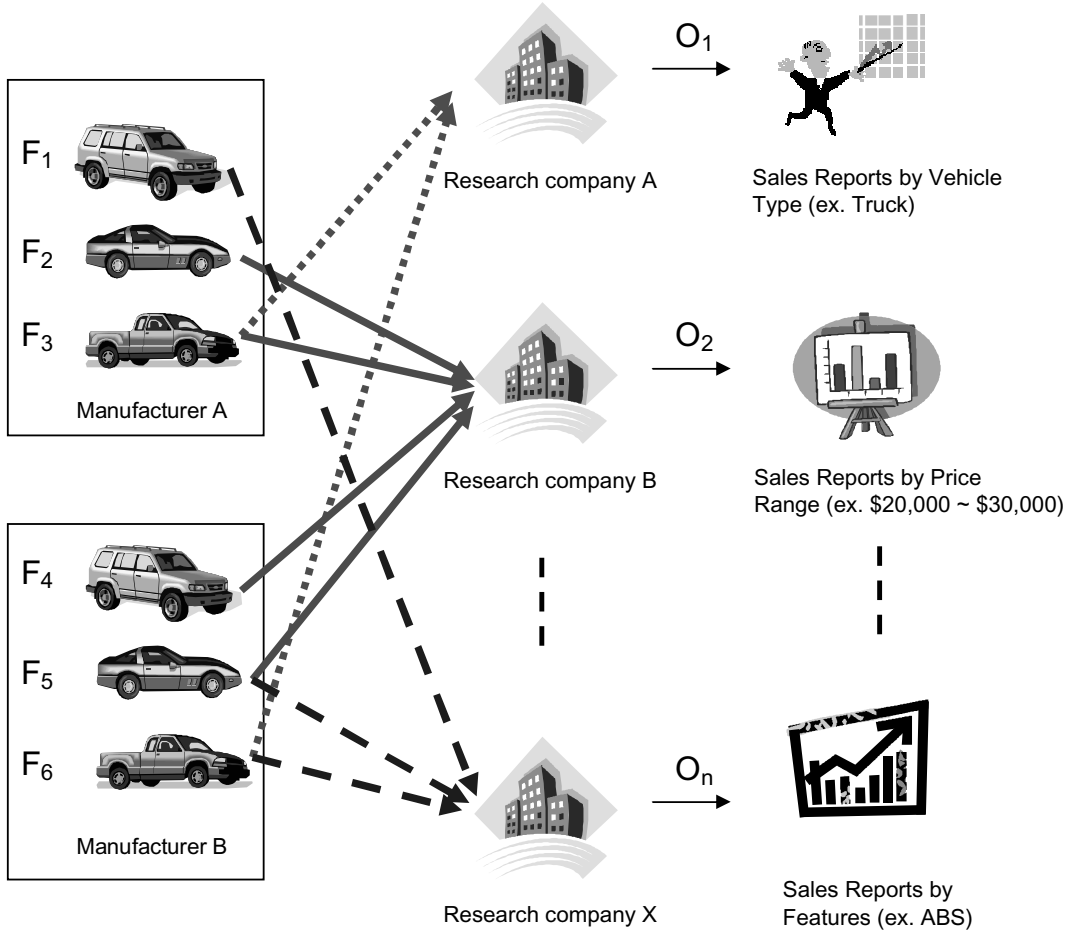 F1
F2
F3
Manufacturer A
F4
F5
F6
Manufacturer B
Research company A
Research company B
Research company X
O1
Sales Reports by Vehicle
Type (ex. Truck)
O2
Sales Reports by Price
Range (ex. $20,000 ~ $30,000)
On
Sales Reports by
Features (ex. ABS)